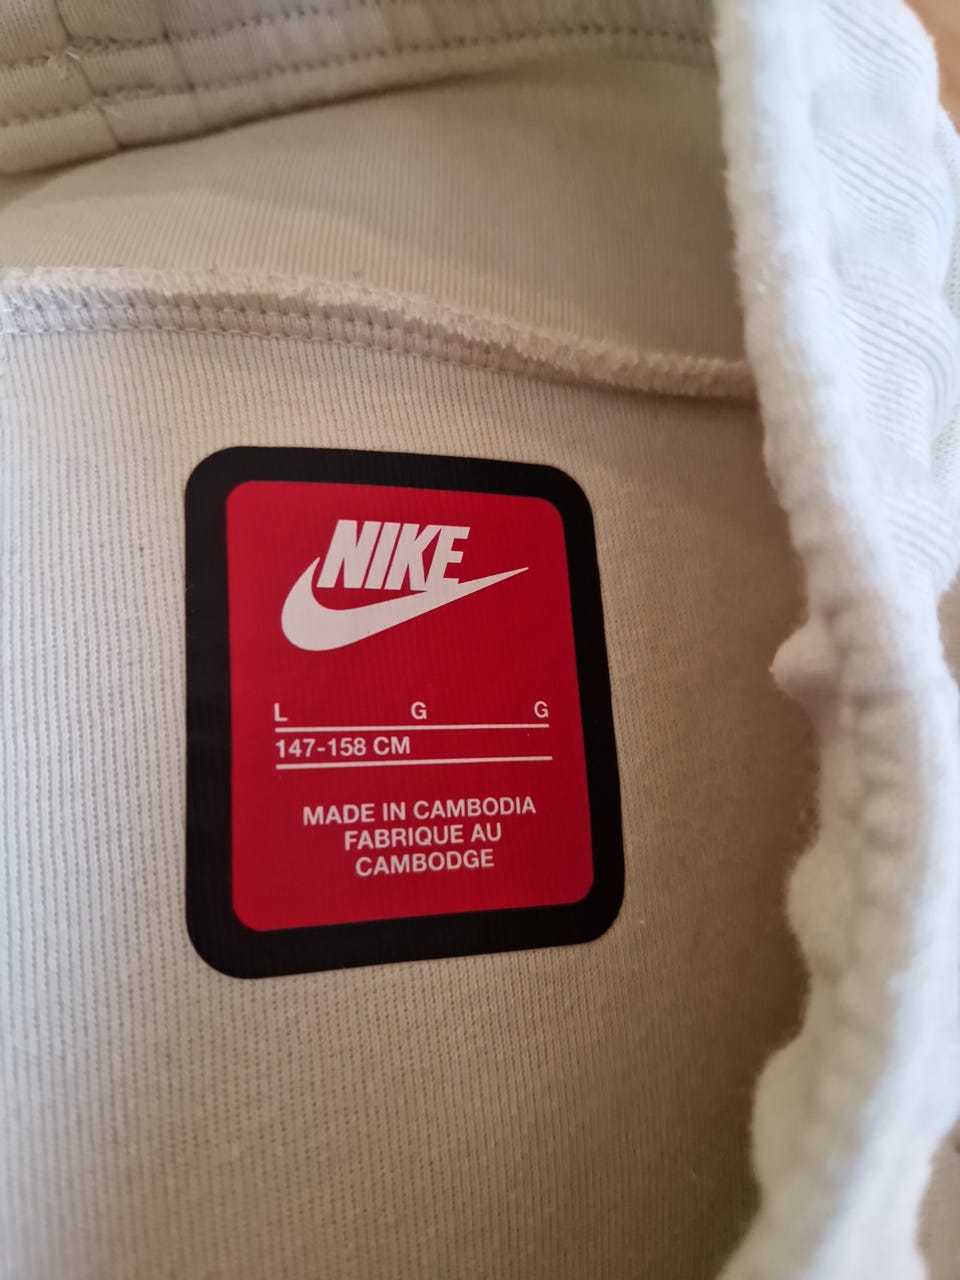 NIKE
L G G
147-158 CM
MADE IN CAMBODIA
FABRIQUE AU
CAMBODGE